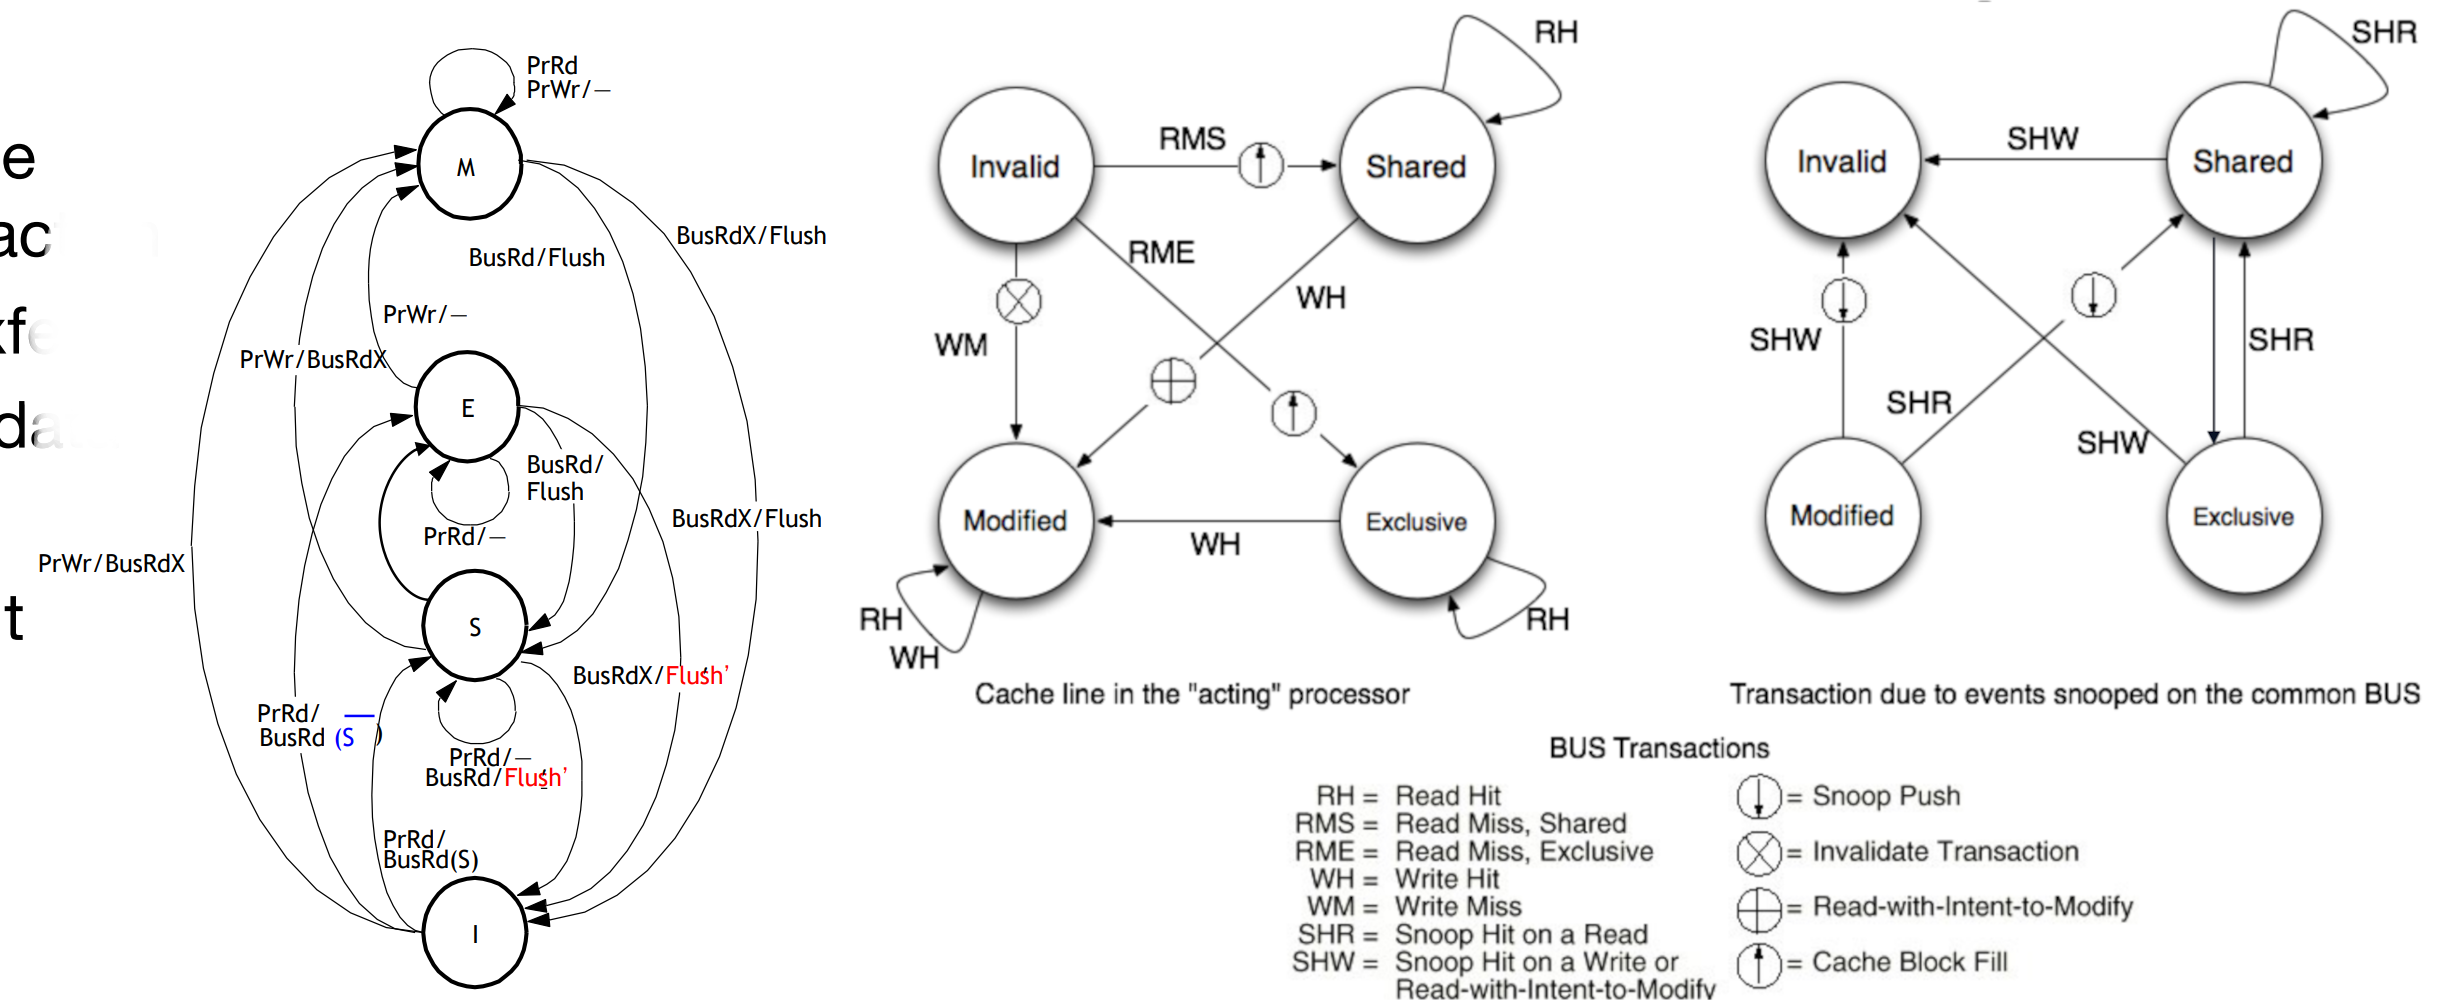 e
ac
xfe
da
t
PrRd
PrWr/—
M
BusRdX/Flush
BusRd/Flush
PrWr/—
PrWr/BusRdX
E
BusRd/
Flush
BusRdX/Flush
PrRd/—
PrWr/BusRdX
S
BusRdX/Flush'
PrRd/
BusRd (S̅)
PrRd/—
BusRd/Flush'
PrRd/
BusRd(S)
I
RH
Invalid
RMS
Shared
RME
WH
WM
Modified
WH
Exclusive
RH
WH
RH
Cache line in the "acting" processor
SHR
Invalid
SHW
Shared
SHW
SHR
SHR
SHW
Modified
Exclusive
Transaction due to events snooped on the common BUS
BUS Transactions
RH = Read Hit
RMS = Read Miss, Shared
RME = Read Miss, Exclusive
WH = Write Hit
WM = Write Miss
SHR = Snoop Hit on a Read
SHW = Snoop Hit on a Write or
Read-with-Intent-to-Modify
= Snoop Push
= Invalidate Transaction
= Read-with-Intent-to-Modify
= Cache Block Fill